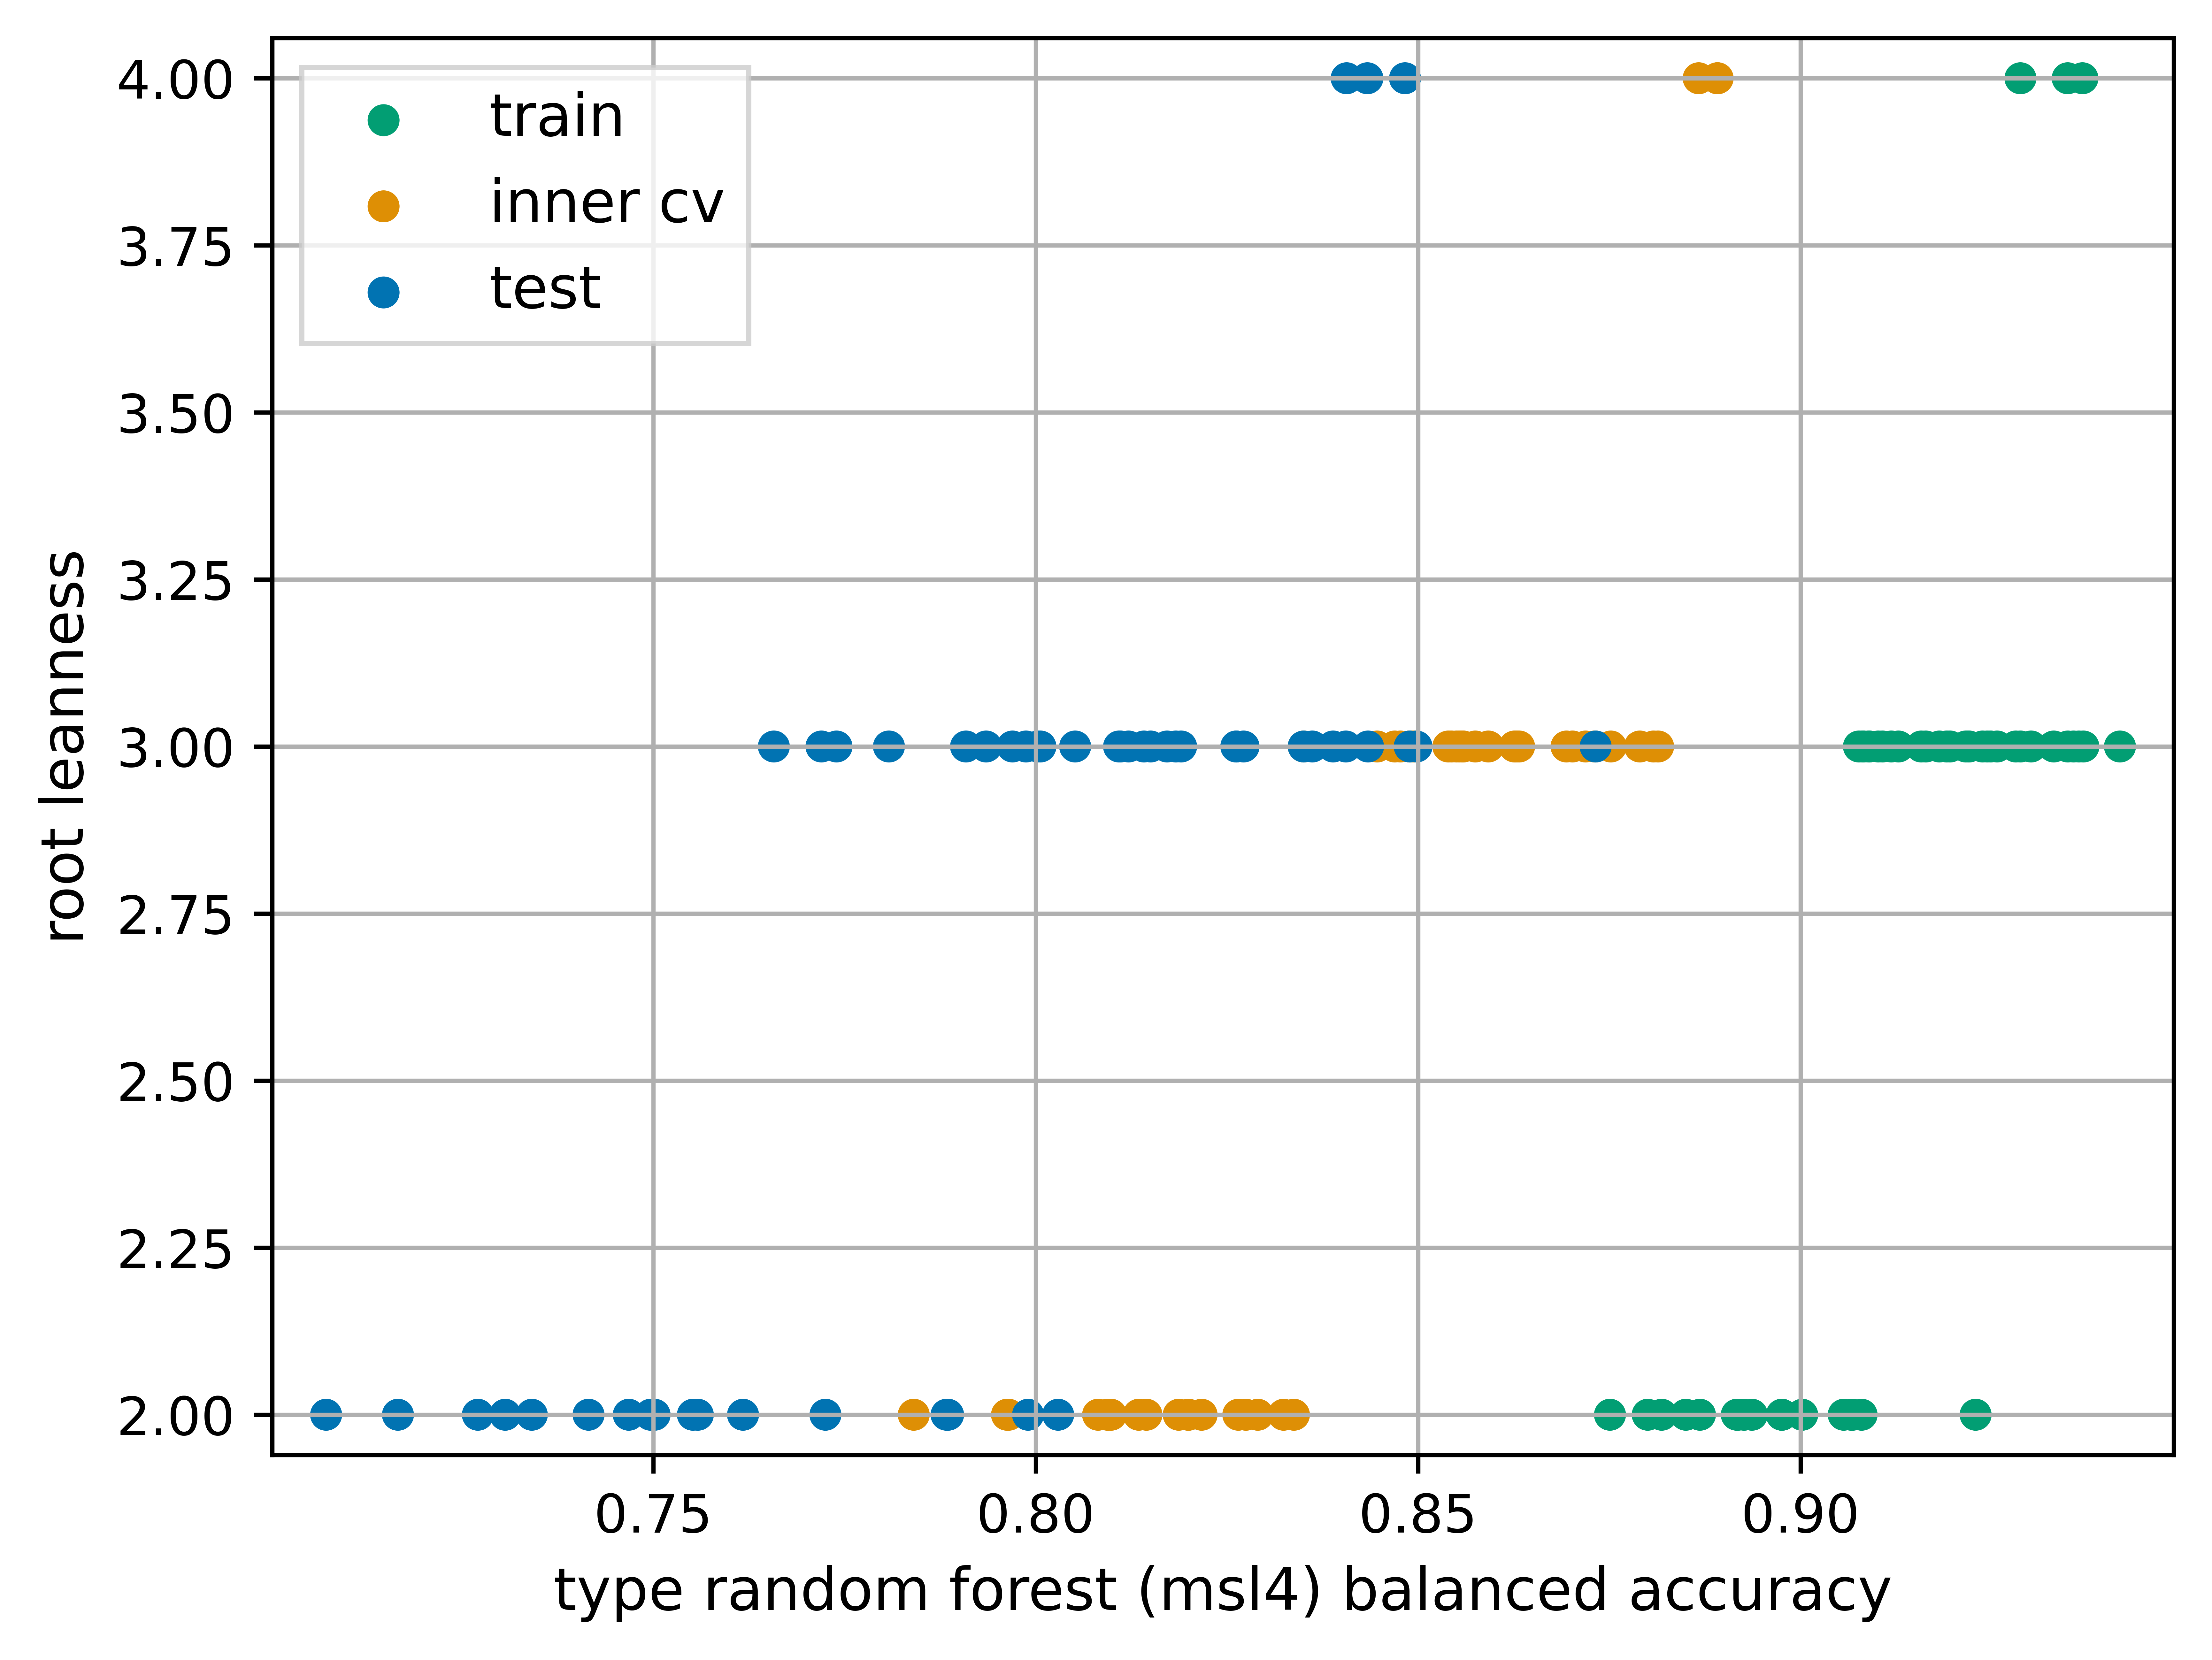 train
inner cv
test
4.00
3.75
3.50
3.25
3.00
2.75
2.50
2.25
2.00
root leanness
0.75 0.80 0.85 0.90
type random forest (msl4) balanced accuracy